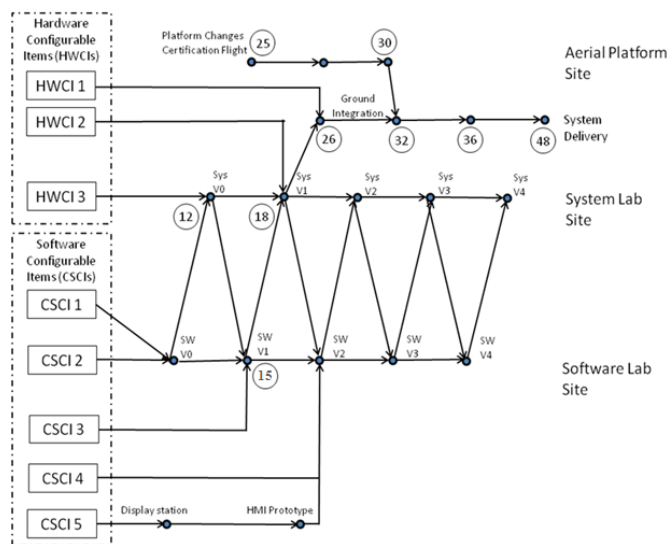 Hardware
Configurable
Items (HWCIs)
HWCI 1
HWCI 2
HWCI 3
Software
Configurable
Items (CSCIs)
CSCI 1
CSCI 2
CSCI 3
CSCI 4
CSCI 5
Platform Changes
Certification Flight
25
30
Aerial Platform
Site
Ground
Integration
26
32
36
48
System
Delivery
Sys
V0
Sys
V1
Sys
V2
Sys
V3
Sys
V4
12
18
System Lab
Site
SW
V0
SW
V1
SW
V2
SW
V3
SW
V4
15
Software Lab
Site
Display station
HMI Prototype